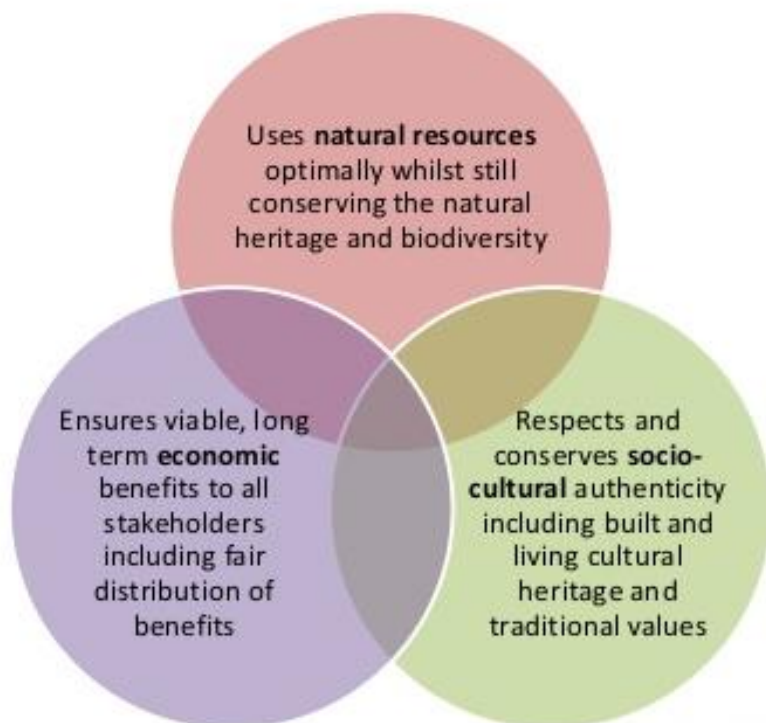 Uses natural resources
optimally whilst still
conserving the natural
heritage and biodiversity
Ensures viable, long
term economic
benefits to all
stakeholders
including fair
distribution of
benefits
Respects and
conserves socio-
cultural authenticity
including built and
living cultural
heritage and
traditional values